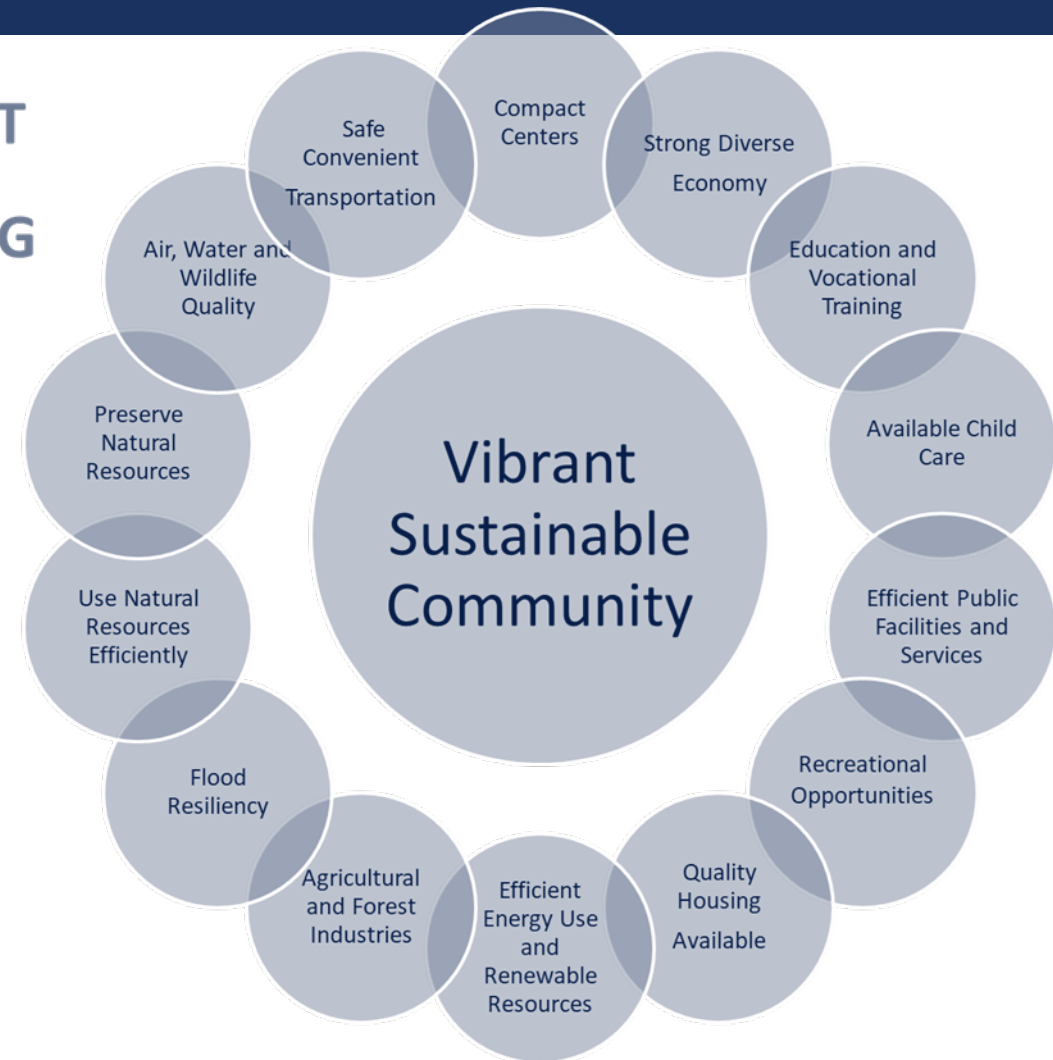 T
G
Compact
Centers
Strong Diverse
Economy
Education and
Vocational
Training
Available Child
Care
Efficient Public
Facilities and
Services
Recreational
Opportunities
Quality
Housing
Available
Efficient
Energy Use
and
Renewable
Resources
Agricultural
and Forest
Industries
Flood
Resiliency
Use Natural
Resources
Efficiently
Preserve
Natural
Resources
Air, Water and
Wildlife
Quality
Safe
Convenient
Transportation
Vibrant
Sustainable
Community